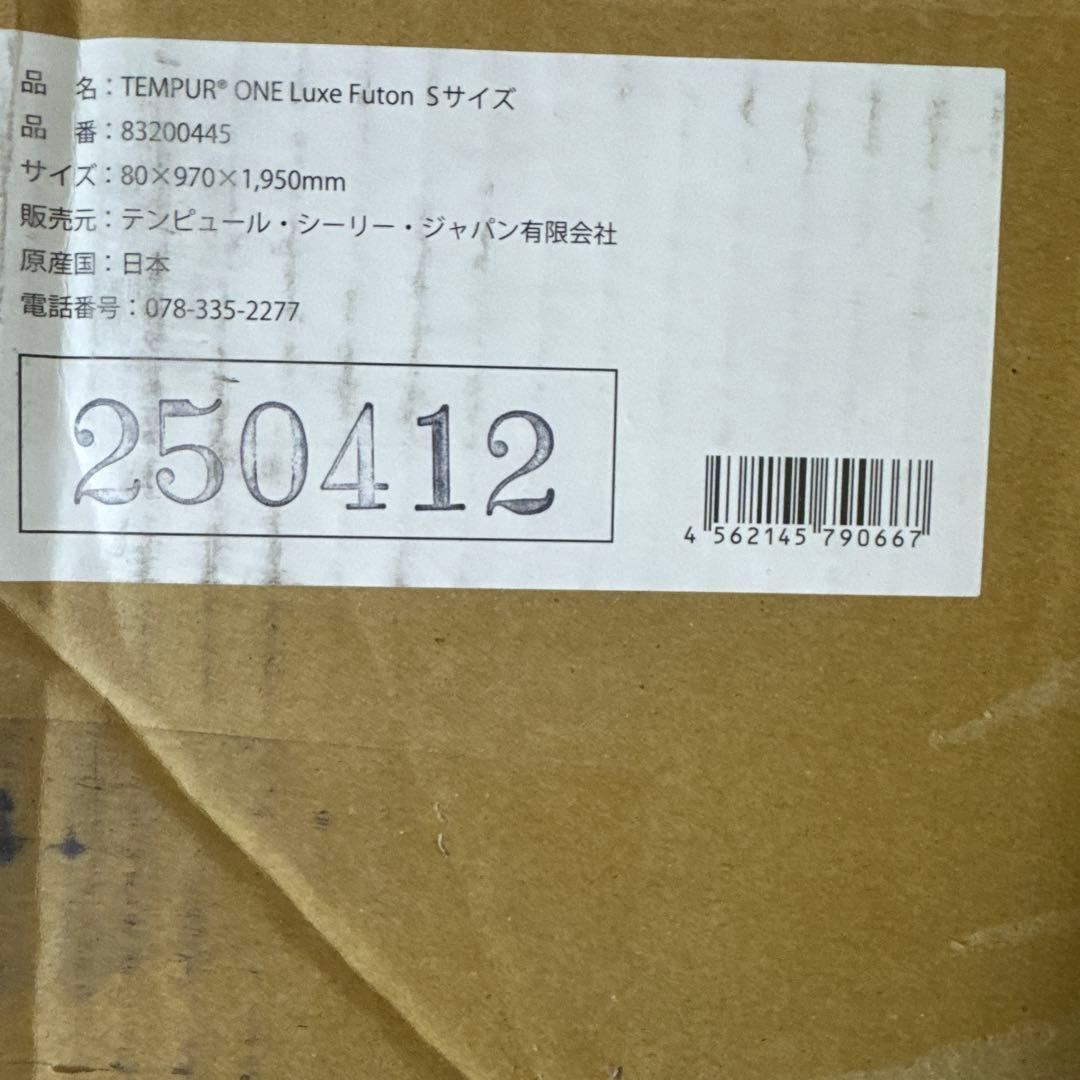 品　名：TEMPUR® ONE Luxe Futon Sサイズ
品　番：83200445
サイズ：80×970×1,950mm
販売元：テンピュール・シーリー・ジャパン有限会社
原産国：日本
電話番号：078-335-2277
250412
4 562145 790667